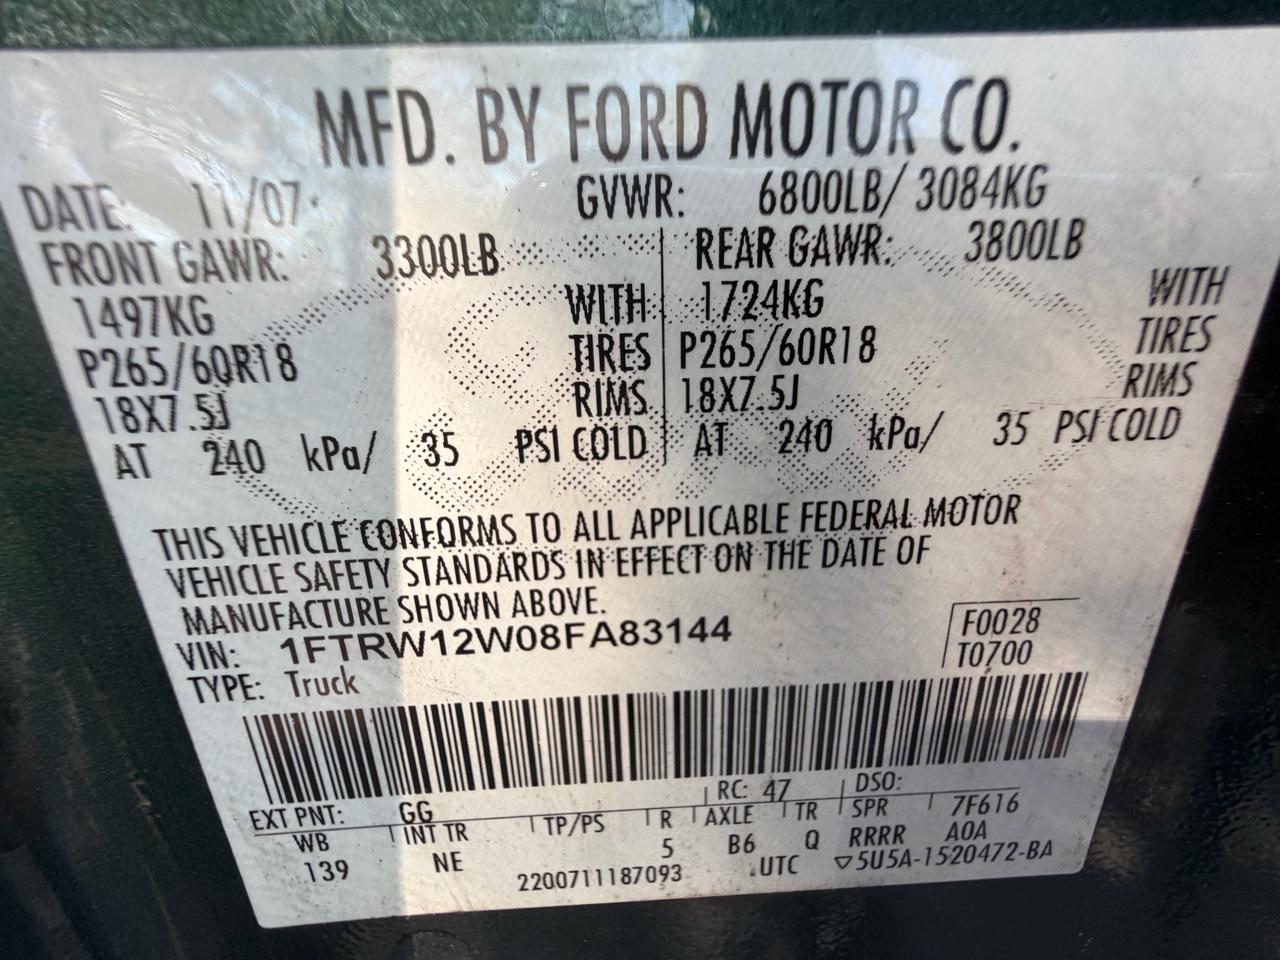 MFD. BY FORD MOTOR CO.
DATE: 11/07 GVWR: 6800LB/ 3084KG
FRONT GAWR: 3300LB REAR GAWR: 3800LB
1497KG WITH 1724KG WITH
P265/60R18 TIRES P265/60R18 TIRES
18X7.5J RIMS 18X7.5J RIMS
AT 240 kPa/ 35 PSI COLD AT 240 kPa/ 35 PSI COLD
THIS VEHICLE CONFORMS TO ALL APPLICABLE FEDERAL MOTOR
VEHICLE SAFETY STANDARDS IN EFFECT ON THE DATE OF
MANUFACTURE SHOWN ABOVE.
VIN: 1FTRW12W08FA83144 F0028
TYPE: Truck T0700
EXT PNT: GG RC: 47 DSO:
WB INT TR TP/PS R AXLE TR SPR 7F616
139 NE 5 B6 Q RRRR A0A
2200711187093 UTC ▽5U5A-1520472-BA